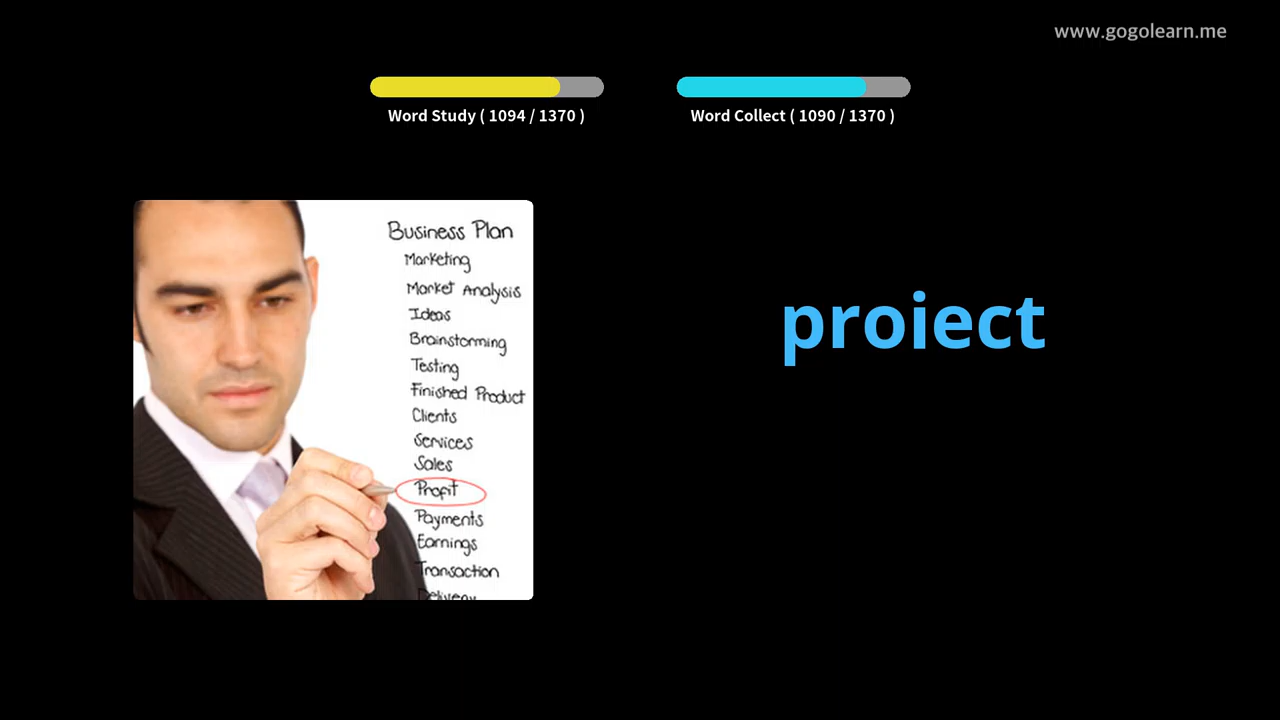 www.gogolearn.me
Word Study ( 1094 / 1370 )
Word Collect ( 1090 / 1370 )
Business Plan
Marketing
Market Analysis
Ideas
Brainstorming
Testing
Finished Product
Clients
Services
Sales
Profit
Payments
Earnings
Transaction
Delivery
proiect